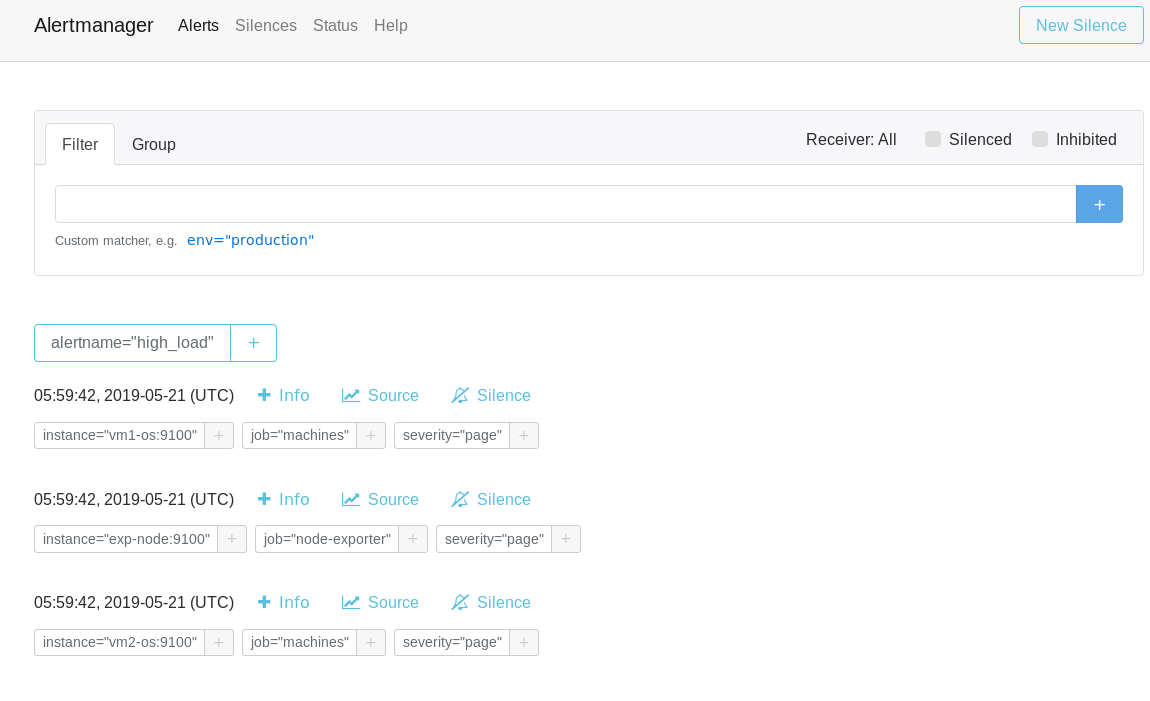 Alertmanager Alerts Silences Status Help New Silence
Filter Group Receiver: All Silenced Inhibited
+
Custom matcher, e.g. env="production"
alertname="high_load" +
05:59:42, 2019-05-21 (UTC) Info Source Silence
instance="vm1-os:9100" + job="machines" + severity="page" +
05:59:42, 2019-05-21 (UTC) Info Source Silence
instance="exp-node:9100" + job="node-exporter" + severity="page" +
05:59:42, 2019-05-21 (UTC) Info Source Silence
instance="vm2-os:9100" + job="machines" + severity="page" +